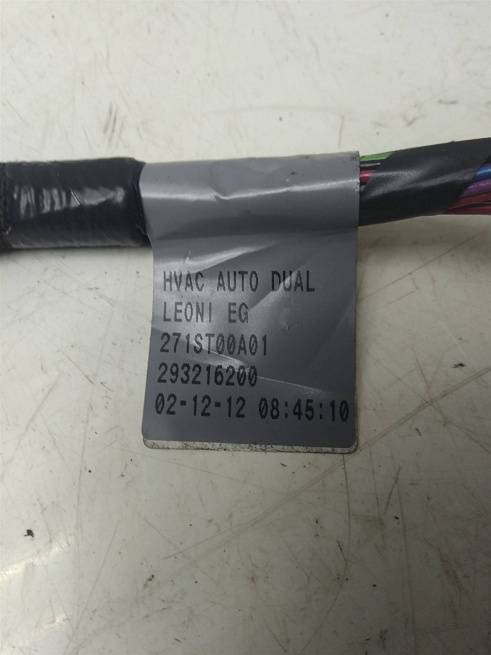 HVAC AUTO DUAL
LEONI EG
271ST00A01
293216200
02-12-12 08:45:10